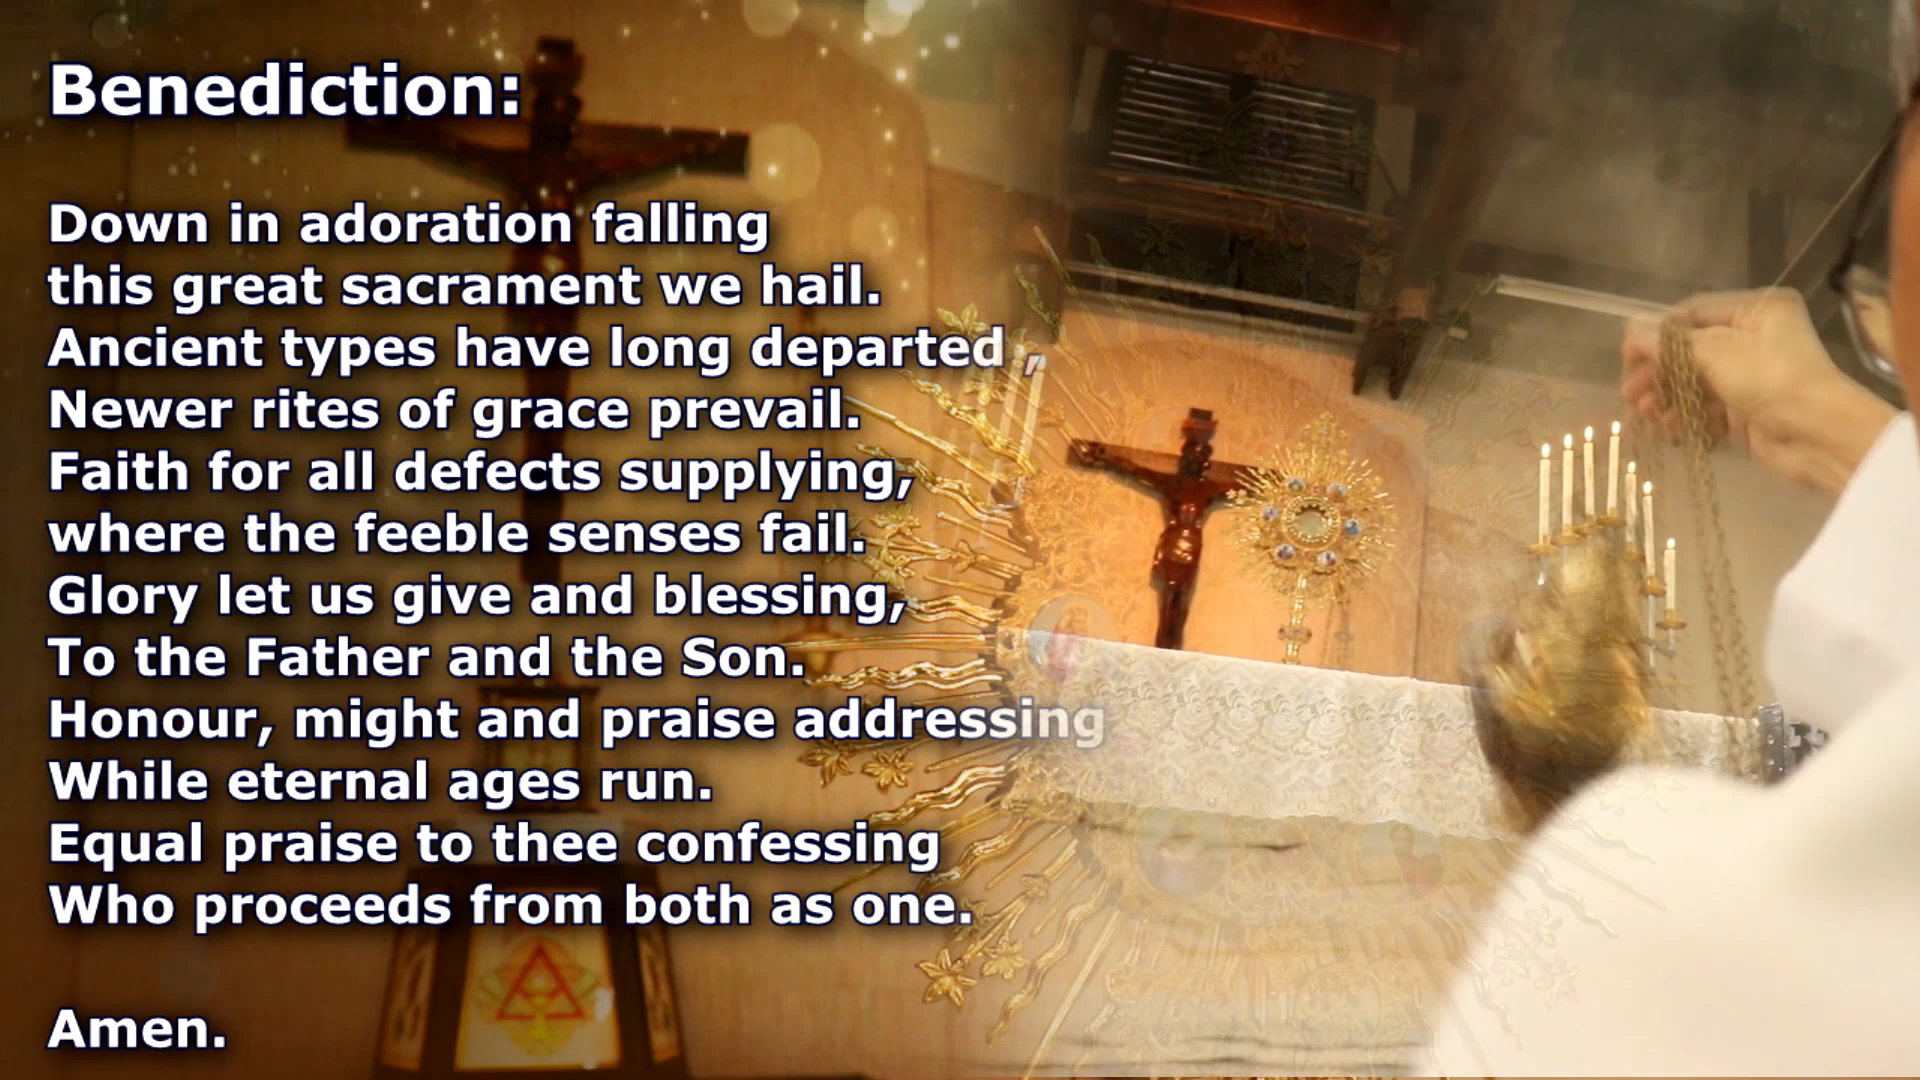 Benediction:
Down in adoration falling
this great sacrament we hail.
Ancient types have long departed ,
Newer rites of grace prevail.
Faith for all defects supplying,
where the feeble senses fail.
Glory let us give and blessing,
To the Father and the Son.
Honour, might and praise addressing
While eternal ages run.
Equal praise to thee confessing
Who proceeds from both as one.
Amen.